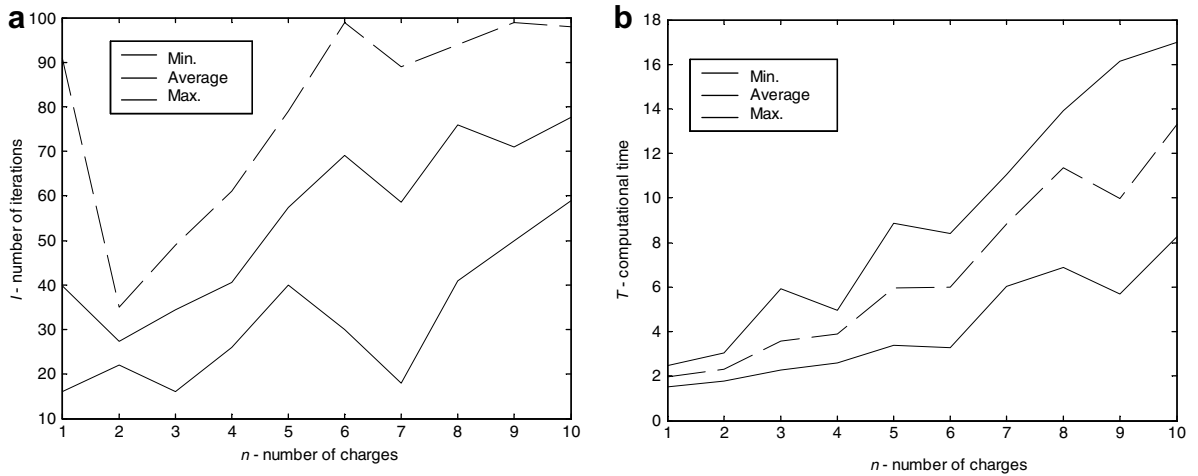 a
100
90
80
70
60
50
40
30
20
10
I - number of iterations
Min.
Average
Max.
1 2 3 4 5 6 7 8 9 10
n - number of charges
b
18
16
14
12
10
8
6
4
2
0
T - computational time
Min.
Average
Max.
1 2 3 4 5 6 7 8 9 10
n - number of charges